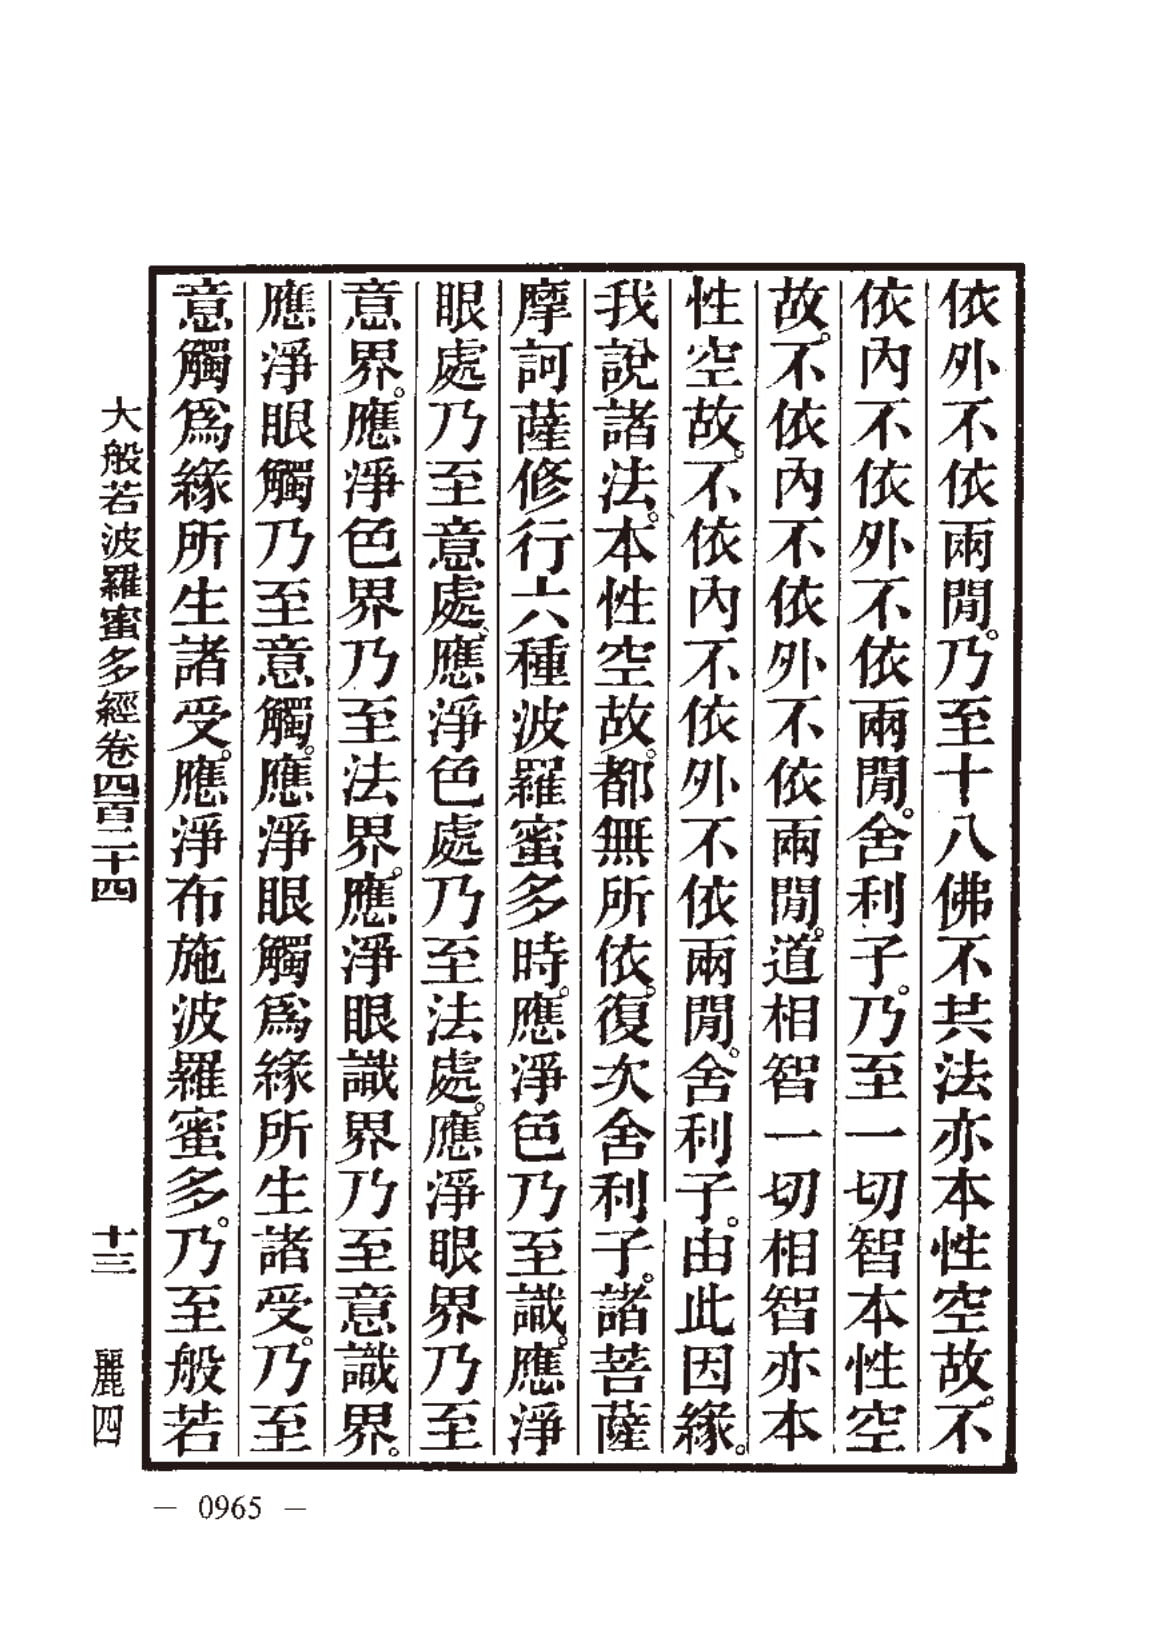 依外不依兩閒。乃至十八佛不共法亦本性空故。不
依內不依外不依兩閒。舍利子。乃至一切智本性空
故。不依內不依外不依兩閒。道相智一切相智亦本
性空故。不依內不依外不依兩閒。舍利子。由此因緣。
我說諸法。本性空故。都無所依。復次舍利子。諸菩薩
摩訶薩修行六種波羅蜜多時。應淨色乃至識。應淨
眼處乃至意處、應淨色處乃至法處。應淨眼界乃至
意界。應淨色界乃至法界。應淨眼識界乃至意識界。
應淨眼觸乃至意觸。應淨眼觸爲緣所生諸受。乃至
意觸爲緣所生諸受。應淨布施波羅蜜多。乃至般若
大般若波羅蜜多經卷四百二十四 十三 麗四
— 0965 —